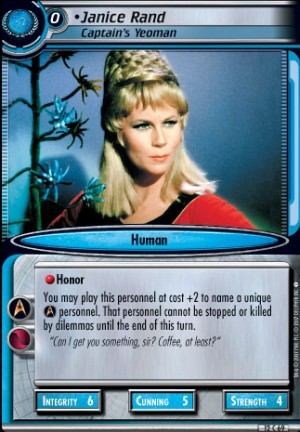 0
•Janice Rand
Captain's Yeoman
Human
Honor
You may play this personnel at cost +2 to name a unique
personnel. That personnel cannot be stopped or killed
by dilemmas until the end of this turn.
"Can I get you something, sir? Coffee, at least?"
INTEGRITY 6
CUNNING 5
STRENGTH 4